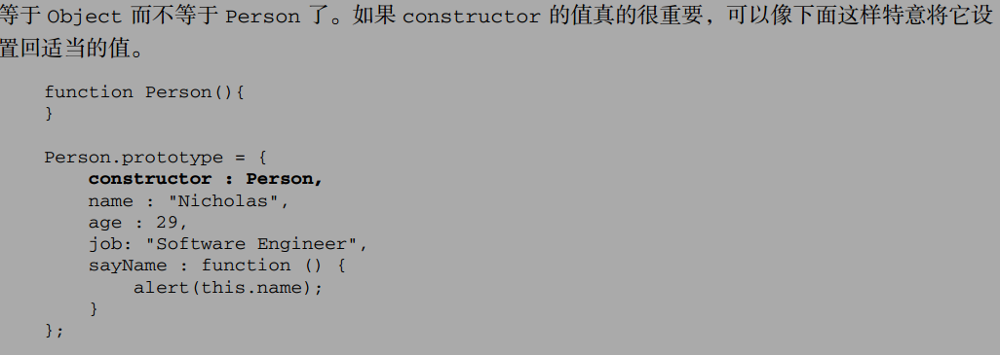 等于 Object 而不等于 Person 了。如果 constructor 的值真的很重要，可以像下面这样特意将它设
置回适当的值。
function Person(){
}
Person.prototype = {
constructor : Person,
name : "Nicholas",
age : 29,
job: "Software Engineer",
sayName : function () {
alert(this.name);
}
};